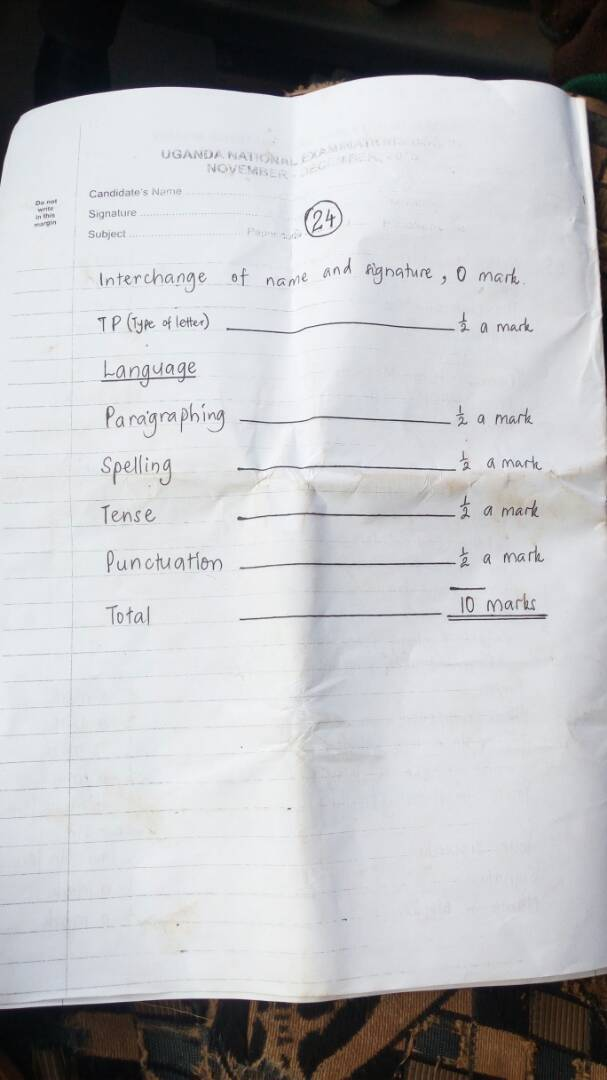 UGANDA NATIONAL EXAMINATIONS
NOVEMBER - DECEMBER,
Do not
write
in this
margin
Candidate's Name
Signature
Subject
24
Interchange of name and signature, 0 mark.
TP (Type of letter) ½ a mark
Language
Paragraphing ½ a mark
Spelling ½ a mark
Tense ½ a mark
Punctuation ½ a mark
Total 10 marks